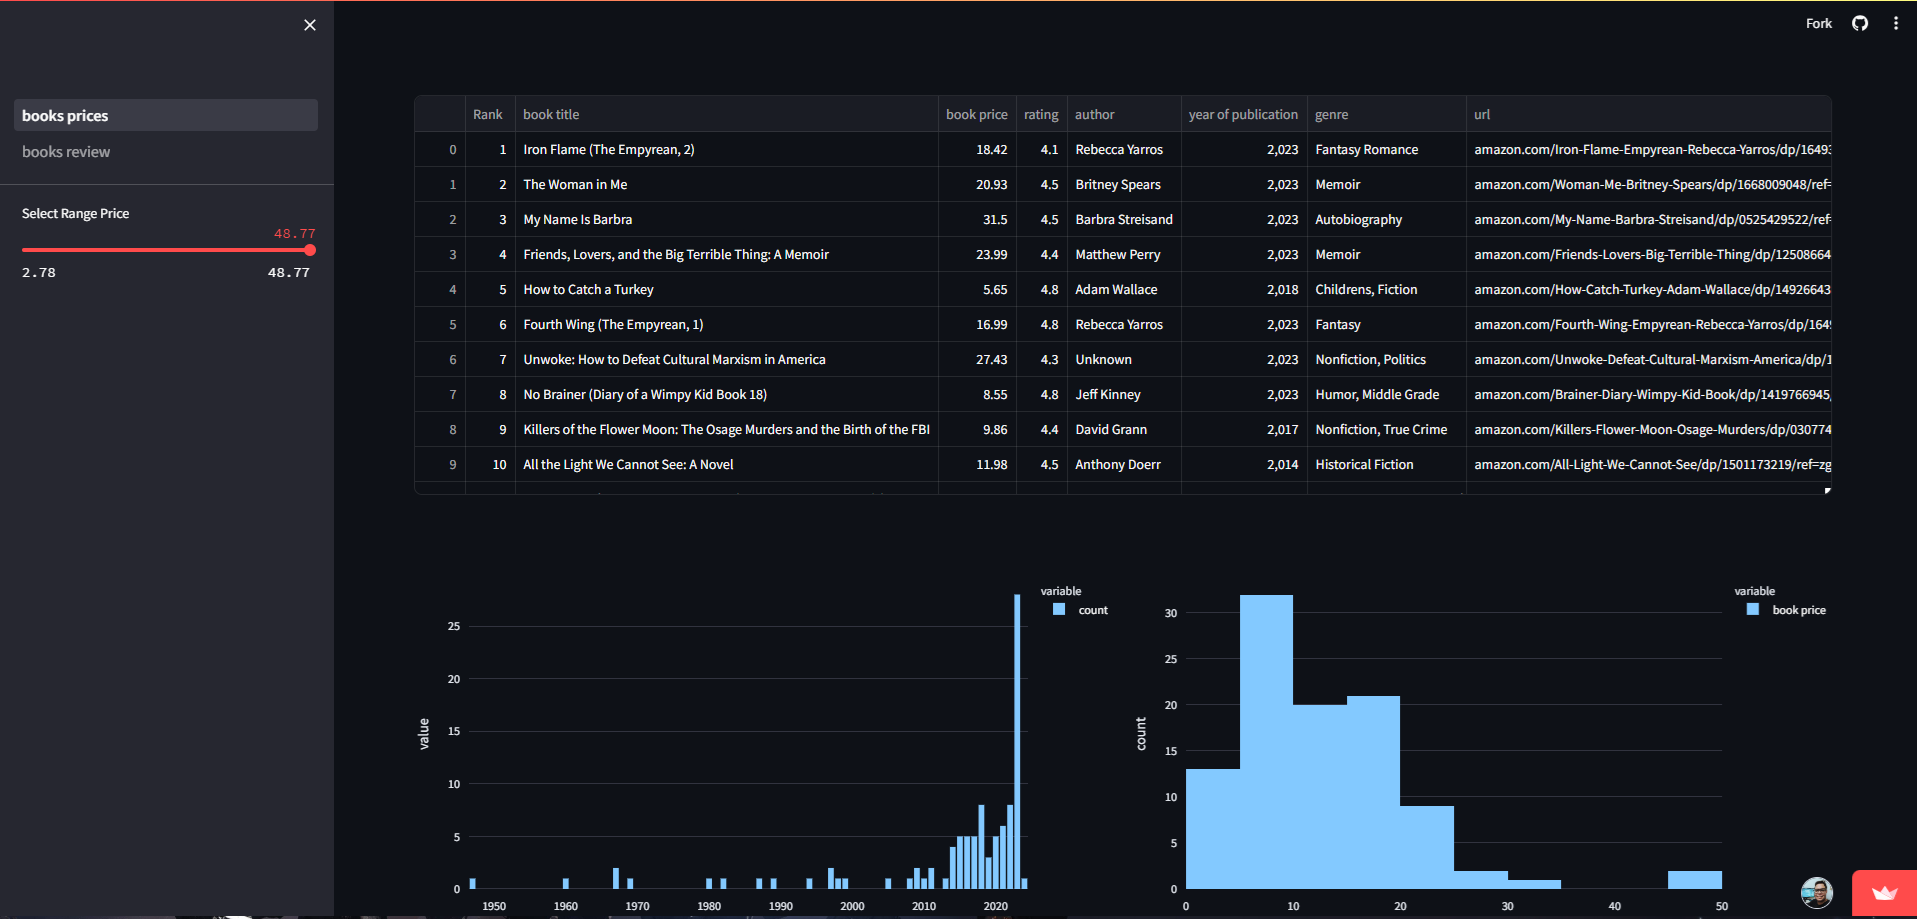 Fork
books prices
books review
Select Range Price
48.77
2.78 48.77
Rank book title book price rating author year of publication genre url
0 1 Iron Flame (The Empyrean, 2) 18.42 4.1 Rebecca Yarros 2,023 Fantasy Romance amazon.com/Iron-Flame-Empyrean-Rebecca-Yarros/dp/1649
1 2 The Woman in Me 20.93 4.5 Britney Spears 2,023 Memoir amazon.com/Woman-Me-Britney-Spears/dp/1668009048/ref=
2 3 My Name Is Barbra 31.5 4.5 Barbra Streisand 2,023 Autobiography amazon.com/My-Name-Barbra-Streisand/dp/0525429522/ref
3 4 Friends, Lovers, and the Big Terrible Thing: A Memoir 23.99 4.4 Matthew Perry 2,023 Memoir amazon.com/Friends-Lovers-Big-Terrible-Thing/dp/12508664
4 5 How to Catch a Turkey 5.65 4.8 Adam Wallace 2,018 Childrens, Fiction amazon.com/How-Catch-Turkey-Adam-Wallace/dp/14926643
5 6 Fourth Wing (The Empyrean, 1) 16.99 4.8 Rebecca Yarros 2,023 Fantasy amazon.com/Fourth-Wing-Empyrean-Rebecca-Yarros/dp/164
6 7 Unwoke: How to Defeat Cultural Marxism in America 27.43 4.3 Unknown 2,023 Nonfiction, Politics amazon.com/Unwoke-Defeat-Cultural-Marxism-America/dp/1
7 8 No Brainer (Diary of a Wimpy Kid Book 18) 8.55 4.8 Jeff Kinney 2,023 Humor, Middle Grade amazon.com/Brainer-Diary-Wimpy-Kid-Book/dp/1419766945
8 9 Killers of the Flower Moon: The Osage Murders and the Birth of the FBI 9.86 4.4 David Grann 2,017 Nonfiction, True Crime amazon.com/Killers-Flower-Moon-Osage-Murders/dp/030774
9 10 All the Light We Cannot See: A Novel 11.98 4.5 Anthony Doerr 2,014 Historical Fiction amazon.com/All-Light-We-Cannot-See/dp/1501173219/ref=zg
variable
count
25
20
15
10
5
0
value
1950 1960 1970 1980 1990 2000 2010 2020
variable
book price
30
25
20
15
10
5
0
count
0 10 20 30 40 50